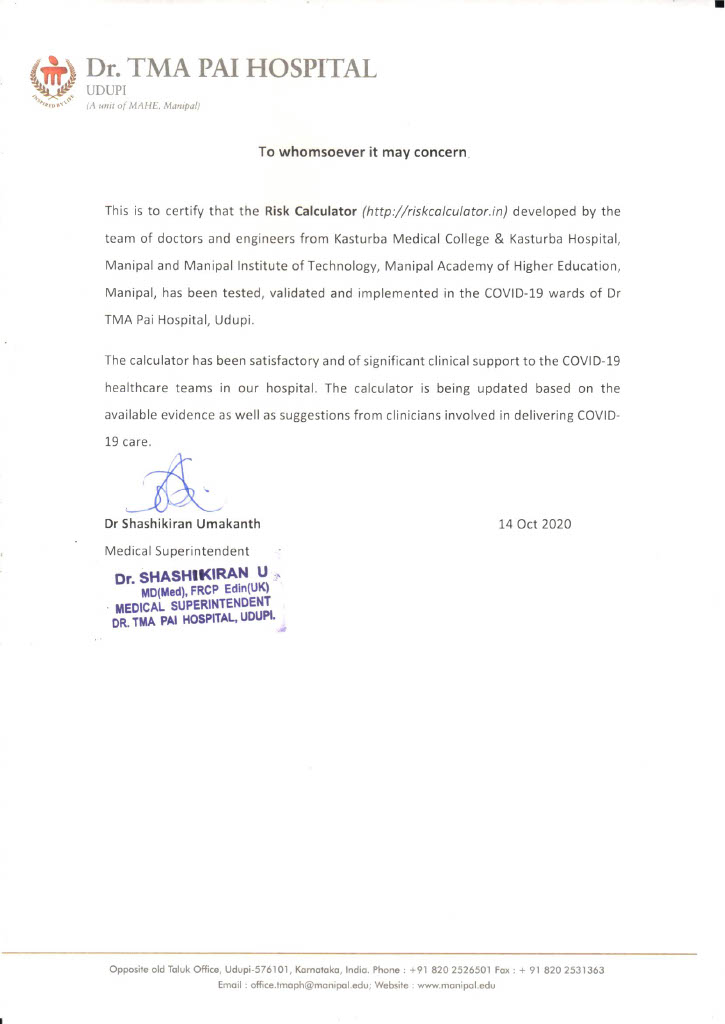 Dr. TMA PAI HOSPITAL
UDUPI
(A unit of MAHE, Manipal)
INSPIRED BY LIFE
To whomsoever it may concern
This is to certify that the Risk Calculator (http://riskcalculator.in) developed by the
team of doctors and engineers from Kasturba Medical College & Kasturba Hospital,
Manipal and Manipal Institute of Technology, Manipal Academy of Higher Education,
Manipal, has been tested, validated and implemented in the COVID-19 wards of Dr
TMA Pai Hospital, Udupi.
The calculator has been satisfactory and of significant clinical support to the COVID-19
healthcare teams in our hospital. The calculator is being updated based on the
available evidence as well as suggestions from clinicians involved in delivering COVID-
19 care.
Dr Shashikiran Umakanth 14 Oct 2020
Medical Superintendent
Dr. SHASHIKIRAN U
MD(Med), FRCP Edin(UK)
MEDICAL SUPERINTENDENT
DR. TMA PAI HOSPITAL, UDUPI.
Opposite old Taluk Office, Udupi-576101, Karnataka, India. Phone : +91 820 2526501 Fax : + 91 820 2531363
Email : office.tmaph@manipal.edu; Website : www.manipal.edu